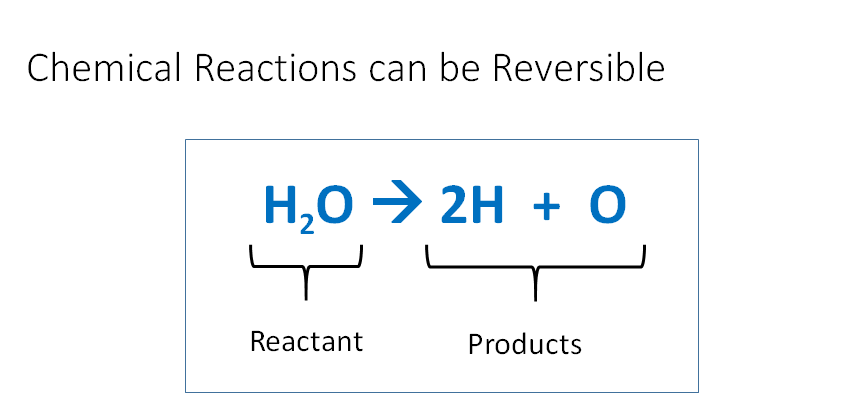 Chemical Reactions can be Reversible
H₂O → 2H + O
Reactant Products